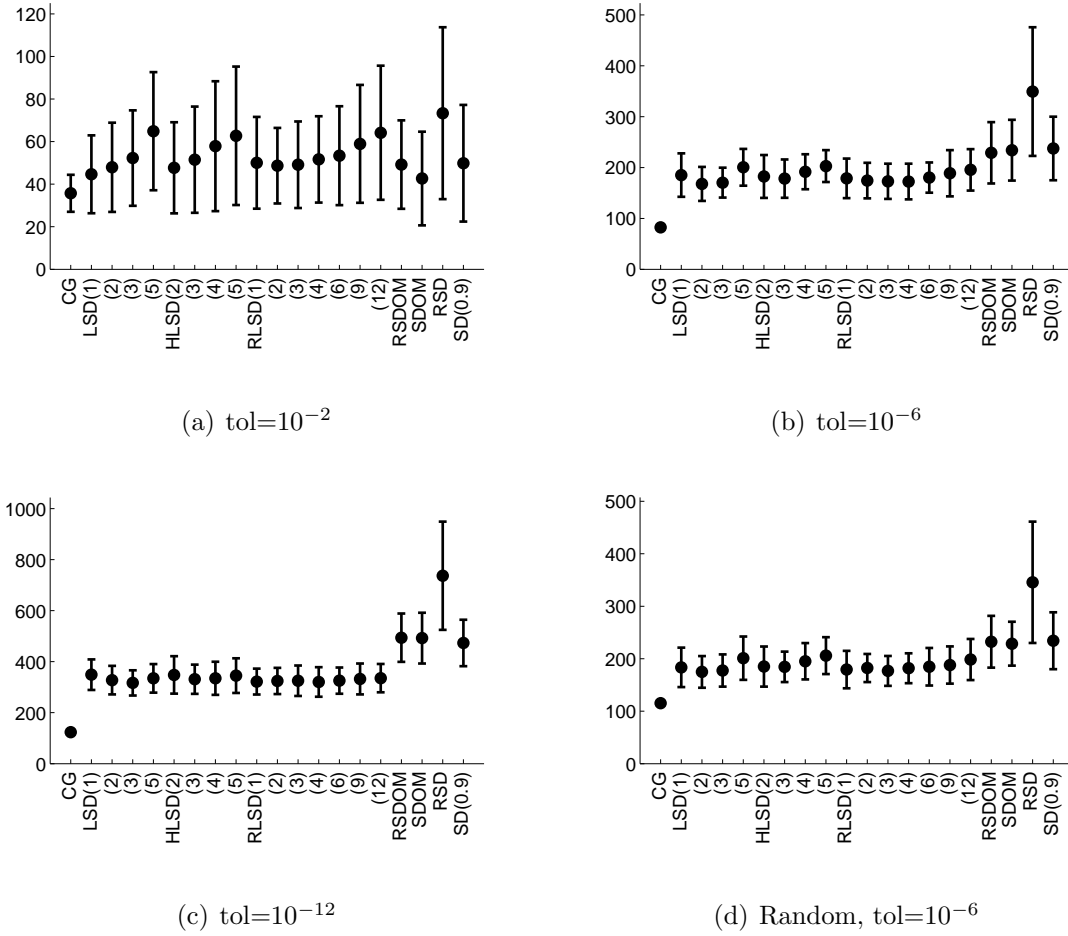 120
100
80
60
40
20
0
CG
LSD(1)
(2)
(3)
(5)
HLSD(2)
(3)
(4)
(5)
RLSD(1)
(2)
(3)
(4)
(6)
(9)
(12)
RSDOM
SDOM
RSD
SD(0.9)
(a) tol=10⁻²
500
400
300
200
100
0
CG
LSD(1)
(2)
(3)
(5)
HLSD(2)
(3)
(4)
(5)
RLSD(1)
(2)
(3)
(4)
(6)
(9)
(12)
RSDOM
SDOM
RSD
SD(0.9)
(b) tol=10⁻⁶
1000
800
600
400
200
0
CG
LSD(1)
(2)
(3)
(5)
HLSD(2)
(3)
(4)
(5)
RLSD(1)
(2)
(3)
(4)
(6)
(9)
(12)
RSDOM
SDOM
RSD
SD(0.9)
(c) tol=10⁻¹²
500
400
300
200
100
0
CG
LSD(1)
(2)
(3)
(5)
HLSD(2)
(3)
(4)
(5)
RLSD(1)
(2)
(3)
(4)
(6)
(9)
(12)
RSDOM
SDOM
RSD
SD(0.9)
(d) Random, tol=10⁻⁶